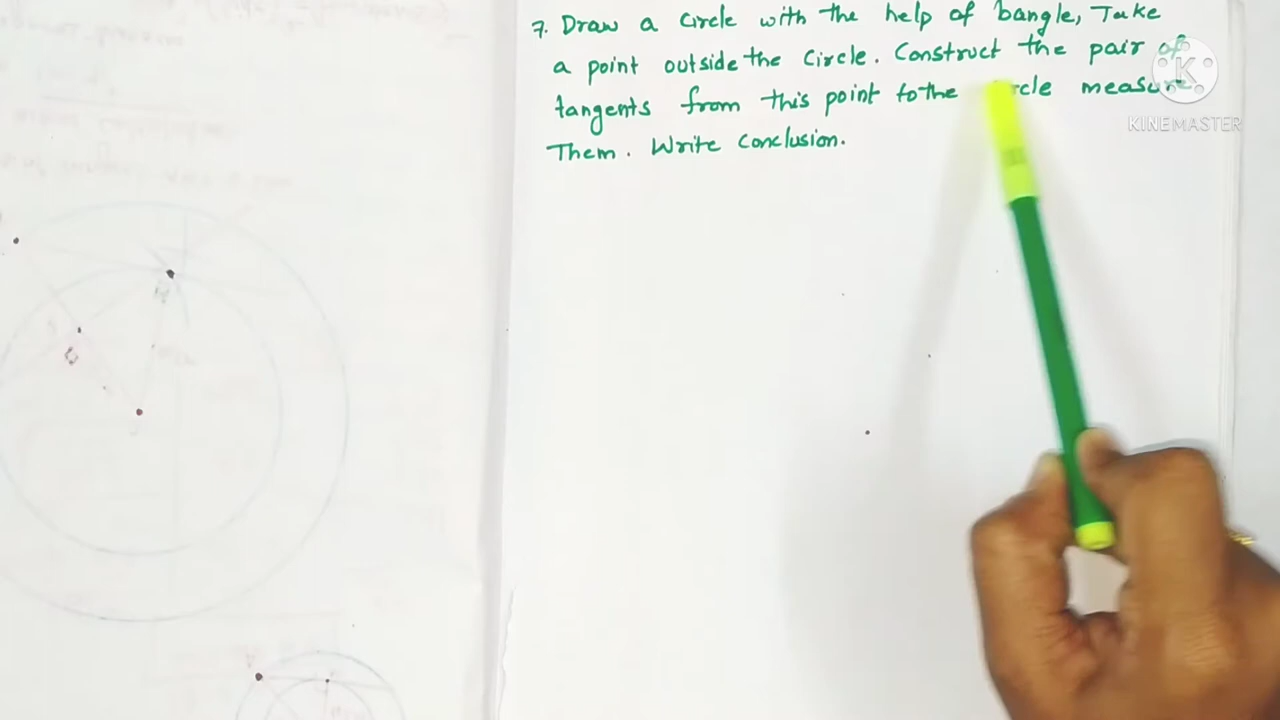 7. Draw a circle with the help of bangle, Take
a point outside the circle. Construct the pair of
tangents from this point to the circle measure
Them. Write Conclusion.
K
KINEMASTER